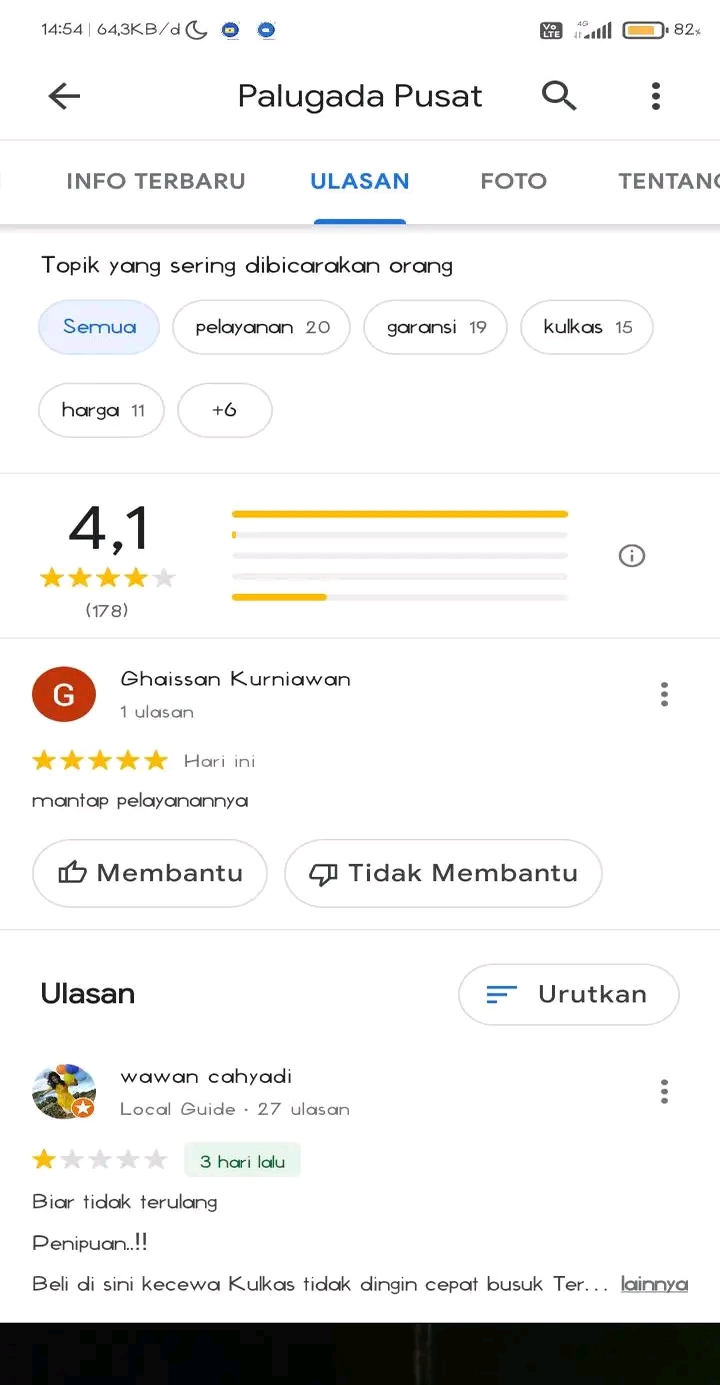 14:54 | 64,3KB/d
Vo LTE 4G 82%
Palugada Pusat
INFO TERBARU ULASAN FOTO TENTANG
Topik yang sering dibicarakan orang
Semua pelayanan 20 garansi 19 kulkas 15
harga 11 +6
4,1
(178)
G
Ghaissan Kurniawan
1 ulasan
Hari ini
mantap pelayanannya
Membantu Tidak Membantu
Ulasan Urutkan
wawan cahyadi
Local Guide · 27 ulasan
3 hari lalu
Biar tidak terulang
Penipuan..!!
Beli di sini kecewa Kulkas tidak dingin cepat busuk Ter... lainnya